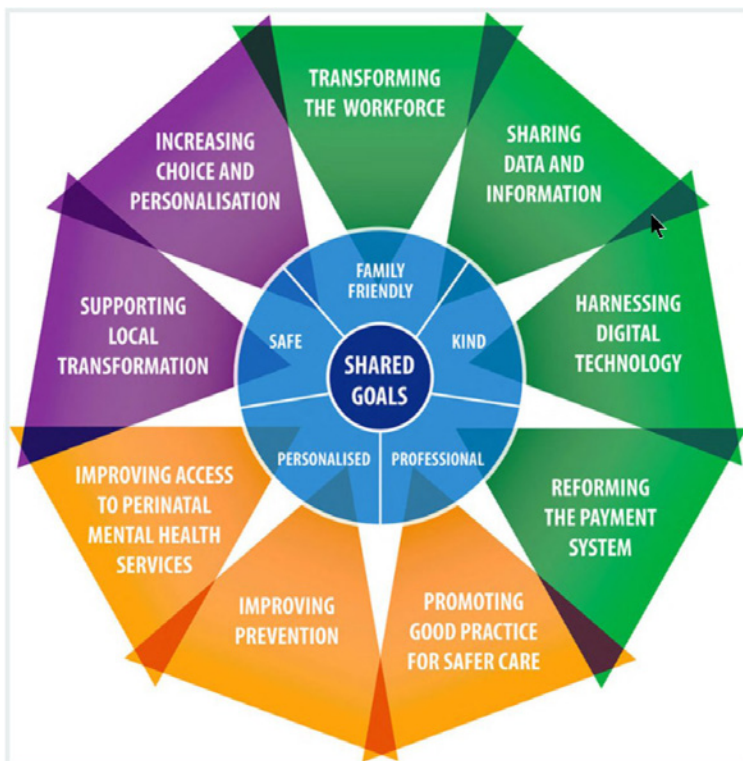 TRANSFORMING
THE WORKFORCE
SHARING
DATA AND
INFORMATION
HARNESSING
DIGITAL
TECHNOLOGY
REFORMING
THE PAYMENT
SYSTEM
PROMOTING
GOOD PRACTICE
FOR SAFER CARE
IMPROVING
PREVENTION
IMPROVING ACCESS
TO PERINATAL
MENTAL HEALTH
SERVICES
SUPPORTING
LOCAL
TRANSFORMATION
INCREASING
CHOICE AND
PERSONALISATION
FAMILY
FRIENDLY
KIND
PROFESSIONAL
PERSONALISED
SAFE
SHARED
GOALS